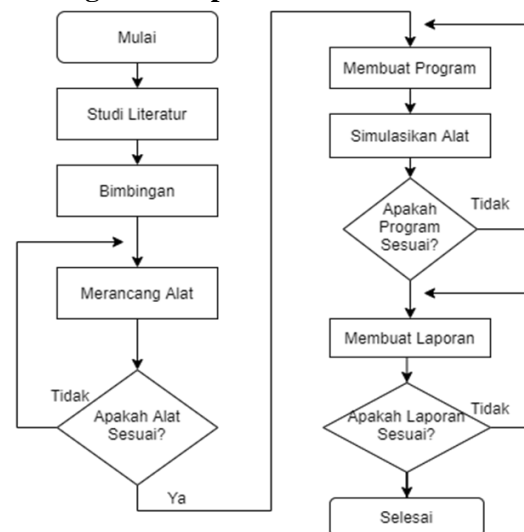 Mulai
Studi Literatur
Bimbingan
Merancang Alat
Tidak
Apakah Alat
Sesuai?
Ya
Membuat Program
Simulasikan Alat
Apakah
Program
Sesuai?
Tidak
Membuat Laporan
Apakah Laporan
Sesuai?
Tidak
Selesai